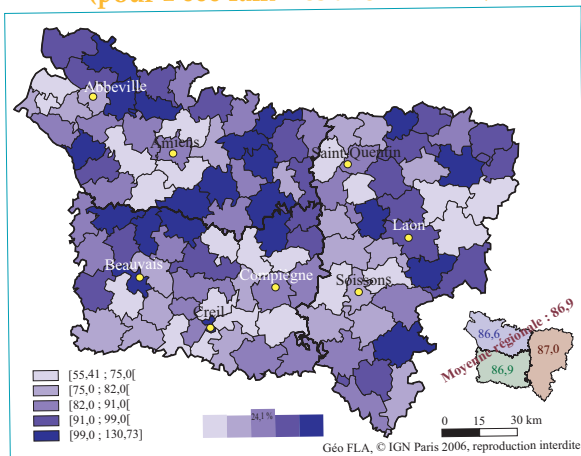 (pour
Abbeville
Amiens
Saint-Quentin
Laon
Beauvais
Compiègne
Soissons
Creil
Moyenne régionale : 86,9
86,6
87,0
86,9
[55,41 ; 75,0[
[75,0 ; 82,0[
[82,0 ; 91,0[
[91,0 ; 99,0[
[99,0 ; 130,73]
24,1 %
0 15 30 km
Géo FLA, © IGN Paris 2006, reproduction interdite